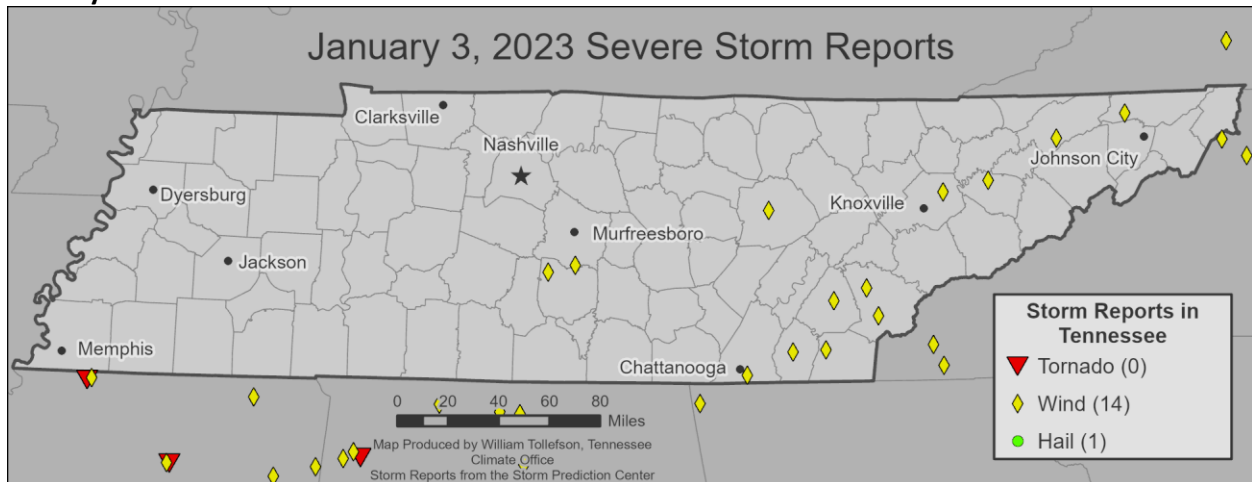 January 3, 2023 Severe Storm Reports
Clarksville
Nashville
Johnson City
Dyersburg
Knoxville
Murfreesboro
Jackson
Memphis
Chattanooga
Storm Reports in
Tennessee
Tornado (0)
Wind (14)
Hail (1)
0 20 40 60 80
Miles
Map Produced by William Tollefson, Tennessee
Climate Office
Storm Reports from the Storm Prediction Center